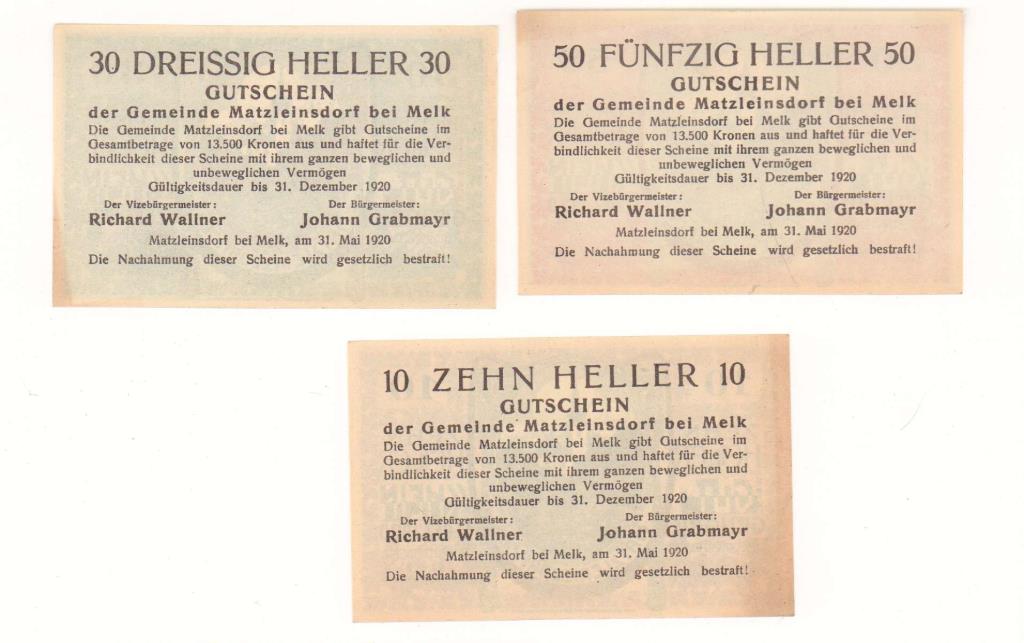 30 DREISSIG HELLER 30
GUTSCHEIN
der Gemeinde Matzleinsdorf bei Melk
Die Gemeinde Matzleinsdorf bei Melk gibt Gutscheine im
Gesamtbetrage von 13.500 Kronen aus und haftet für die Ver-
bindlichkeit dieser Scheine mit ihrem ganzen beweglichen und
unbeweglichen Vermögen
Gültigkeitsdauer bis 31. Dezember 1920
Der Vizebürgermeister: Der Bürgermeister:
Richard Wallner Johann Grabmayr
Matzleinsdorf bei Melk, am 31. Mai 1920
Die Nachahmung dieser Scheine wird gesetzlich bestraft!
50 FÜNFZIG HELLER 50
GUTSCHEIN
der Gemeinde Matzleinsdorf bei Melk
Die Gemeinde Matzleinsdorf bei Melk gibt Gutscheine im
Gesamtbetrage von 13.500 Kronen aus und haftet für die Ver-
bindlichkeit dieser Scheine mit ihrem ganzen beweglichen und
unbeweglichen Vermögen
Gültigkeitsdauer bis 31. Dezember 1920
Der Vizebürgermeister: Der Bürgermeister:
Richard Wallner Johann Grabmayr
Matzleinsdorf bei Melk, am 31. Mai 1920
Die Nachahmung dieser Scheine wird gesetzlich bestraft!
10 ZEHN HELLER 10
GUTSCHEIN
der Gemeinde Matzleinsdorf bei Melk
Die Gemeinde Matzleinsdorf bei Melk gibt Gutscheine im
Gesamtbetrage von 13.500 Kronen aus und haftet für die Ver-
bindlichkeit dieser Scheine mit ihrem ganzen beweglichen und
unbeweglichen Vermögen
Gültigkeitsdauer bis 31. Dezember 1920
Der Vizebürgermeister: Der Bürgermeister:
Richard Wallner Johann Grabmayr
Matzleinsdorf bei Melk, am 31. Mai 1920
Die Nachahmung dieser Scheine wird gesetzlich bestraft!